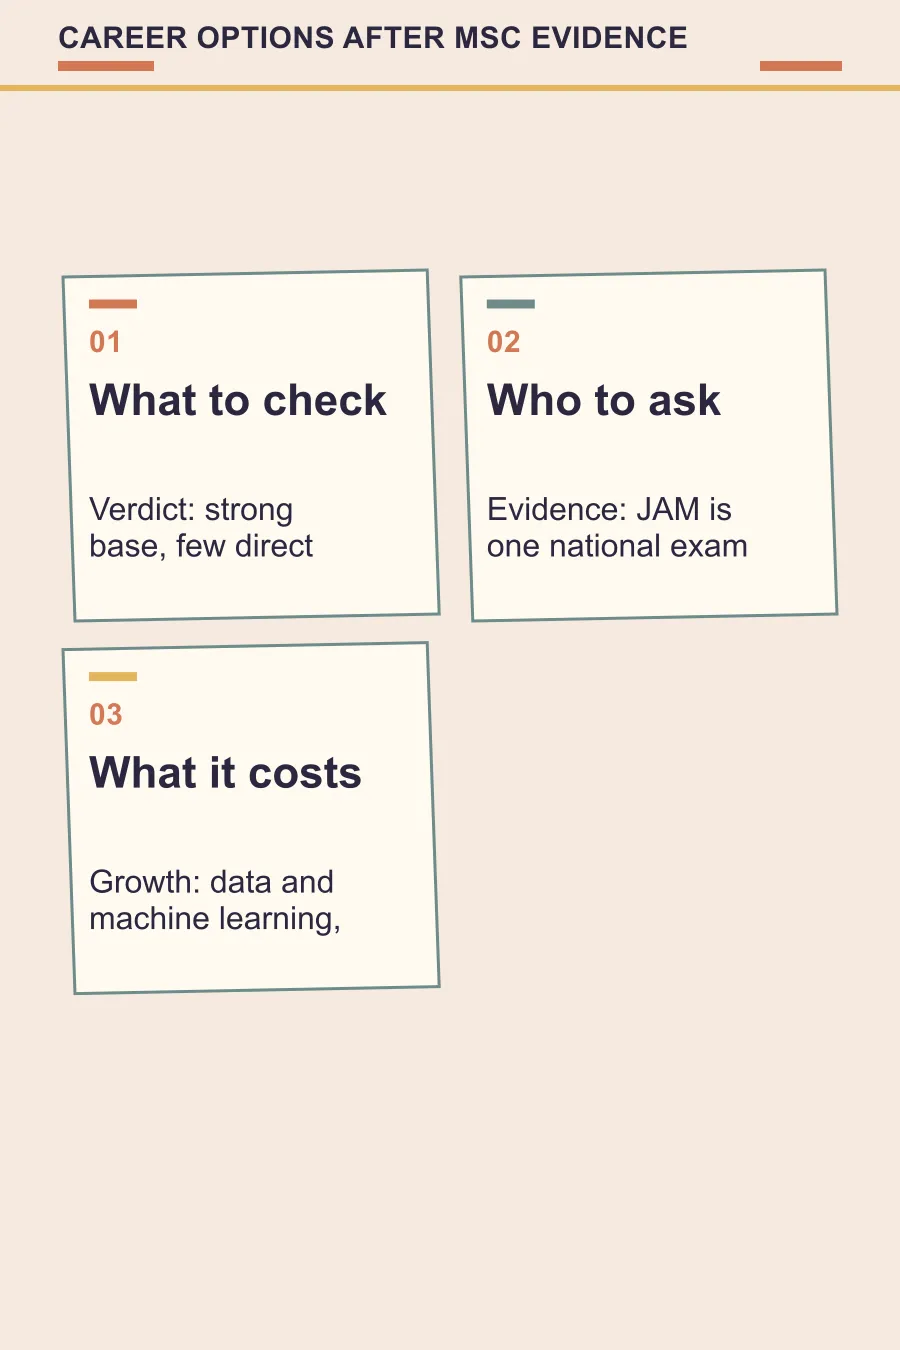 CAREER OPTIONS AFTER MSC EVIDENCE
01
What to check
Verdict: strong
base, few direct
02
Who to ask
Evidence: JAM is
one national exam
03
What it costs
Growth: data and
machine learning,